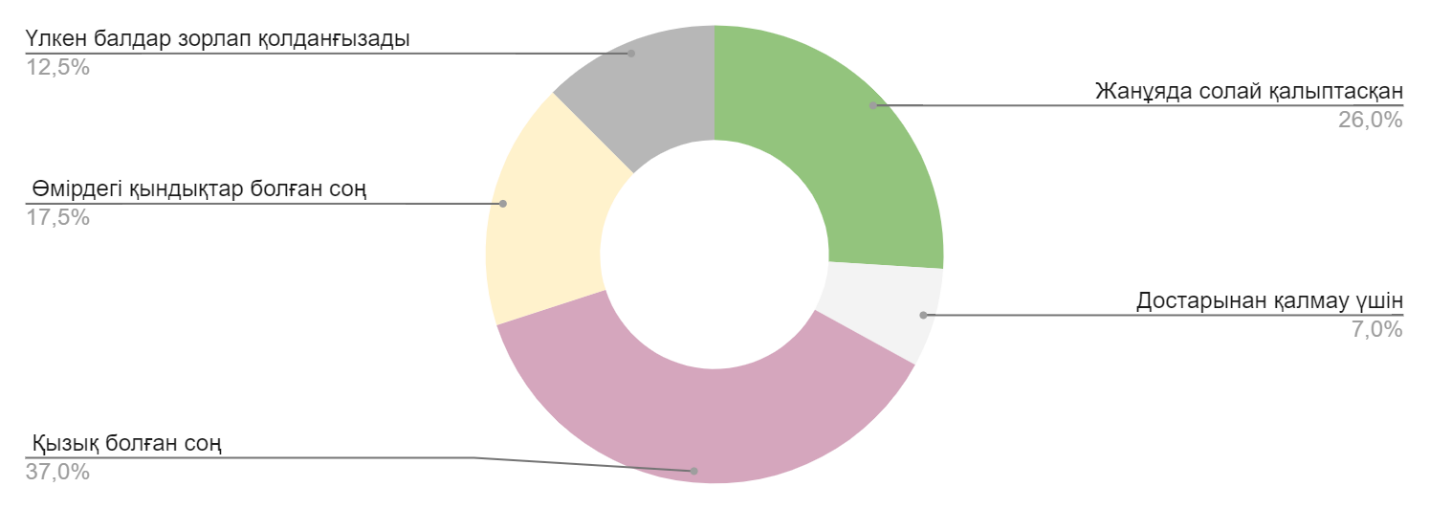 Үлкен балдар зорлап қолданғызады
12,5%
Жанұяда солай қалыптасқан
26,0%
Өмірдегі қындықтар болған соң
17,5%
Достарынан қалмау үшін
7,0%
Қызық болған соң
37,0%